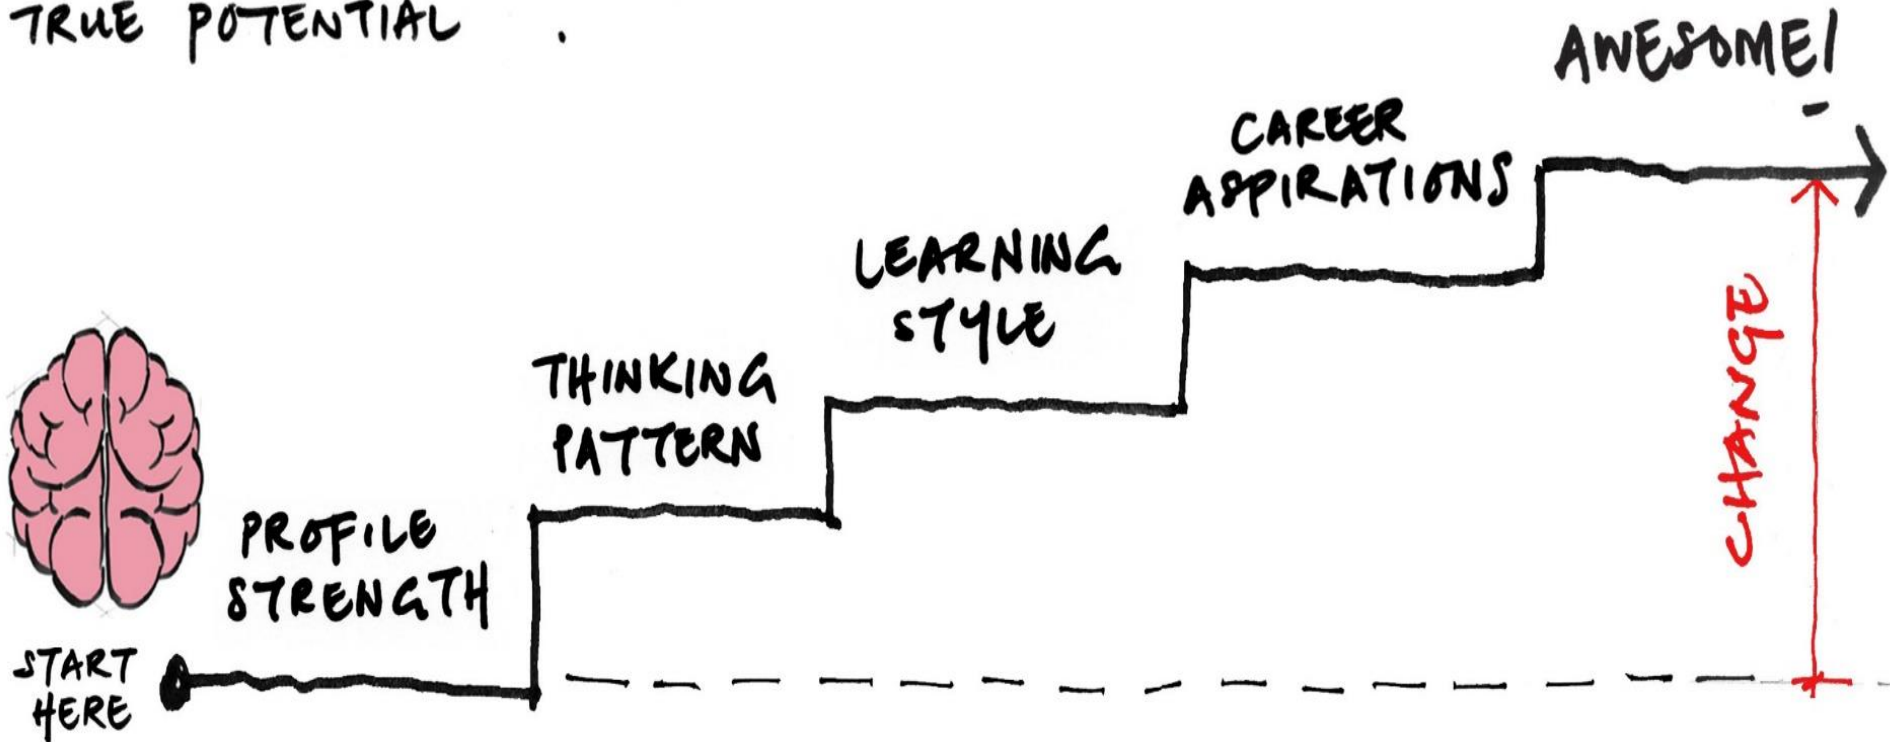 TRUE POTENTIAL .
AWESOME!
CAREER
ASPIRATIONS
LEARNING
STYLE
THINKING
PATTERN
PROFILE
STRENGTH
START
HERE
CHANGE